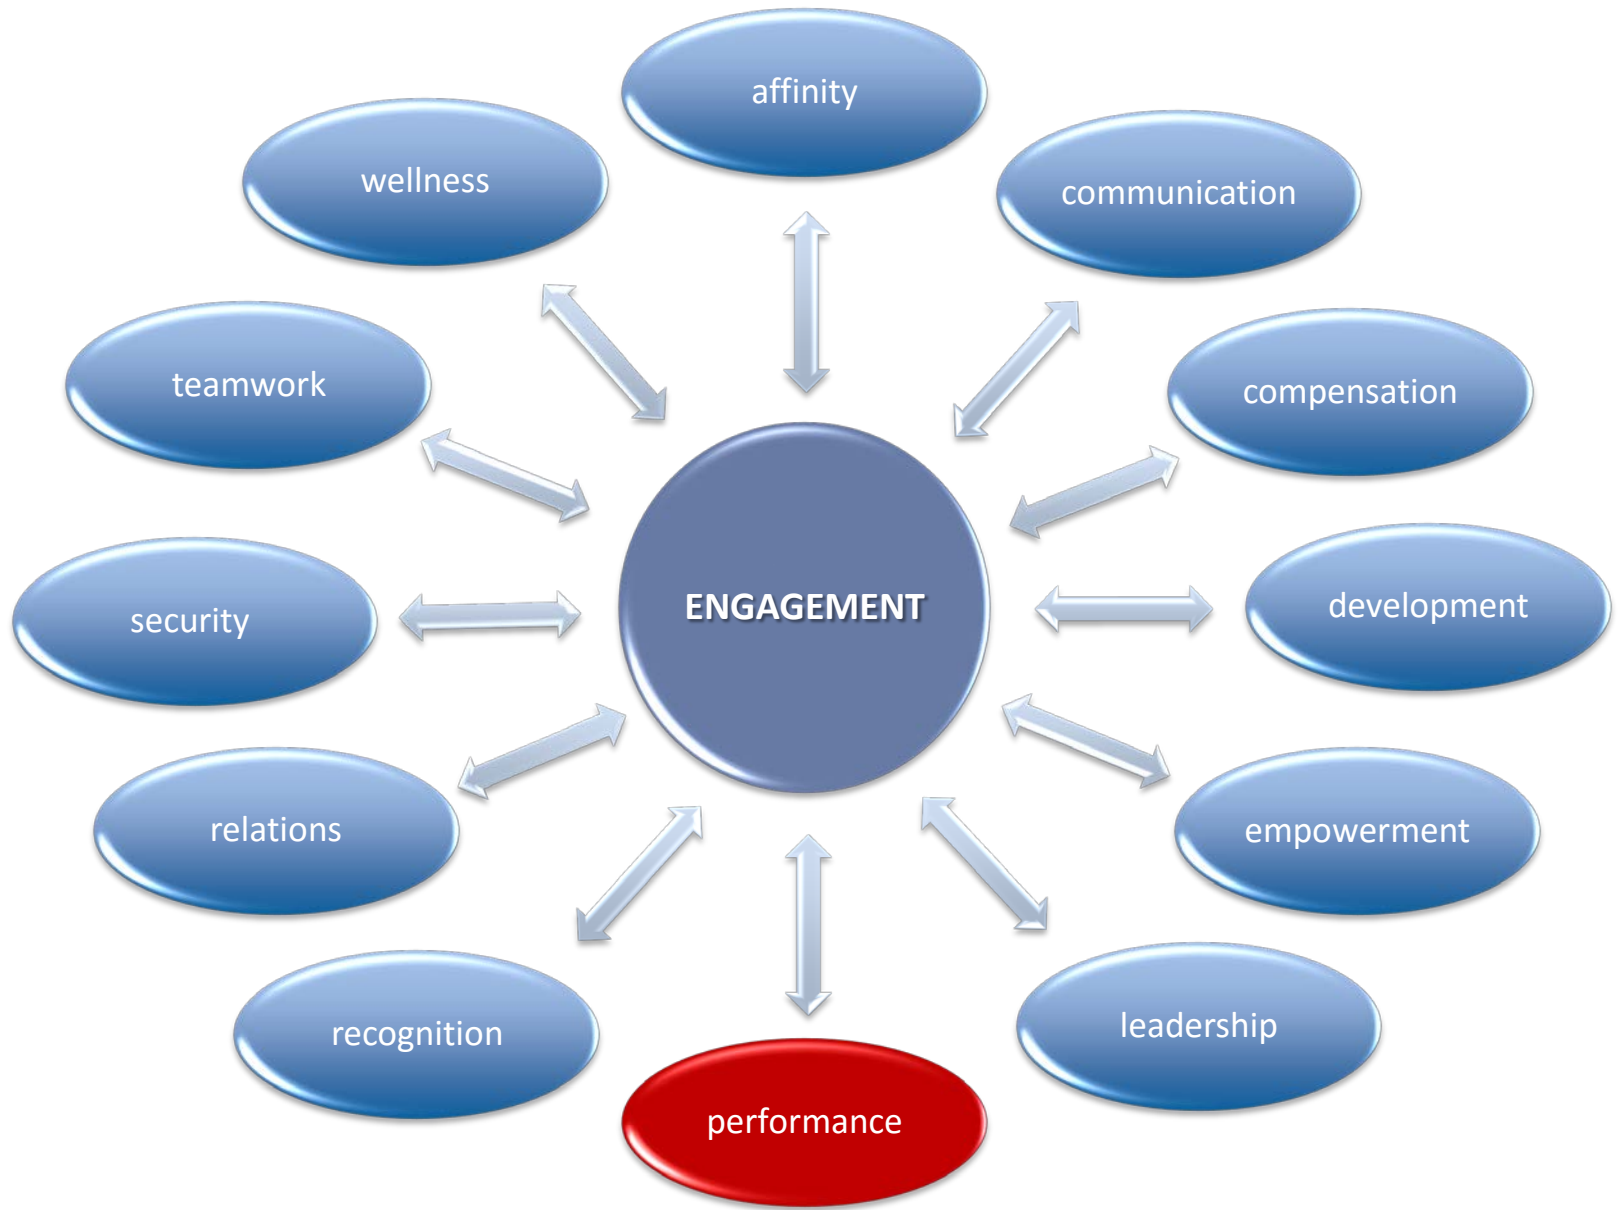 affinity
wellness
communication
teamwork
compensation
ENGAGEMENT
security
development
relations
empowerment
recognition
leadership
performance